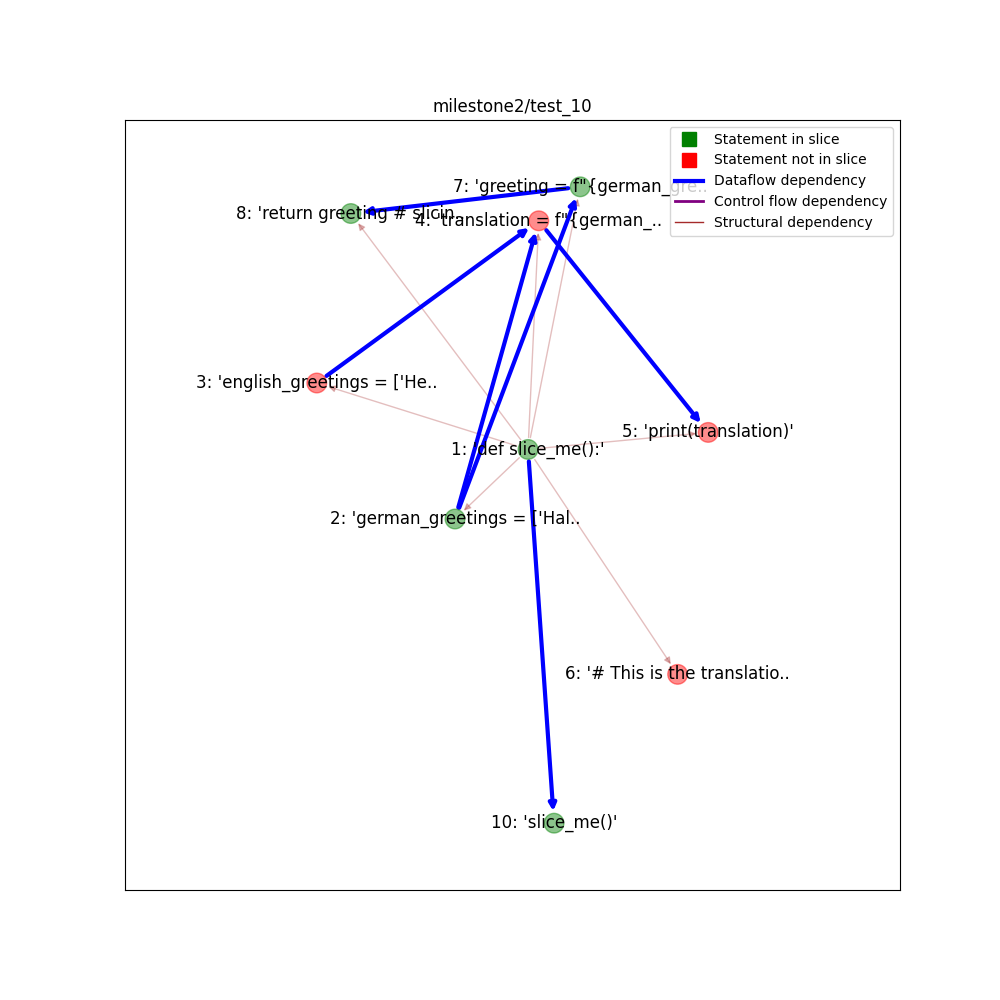 milestone2/test_10
Statement in slice
Statement not in slice
Dataflow dependency
Control flow dependency
Structural dependency
7: 'greeting = f"{german_gre..
8: 'return greeting # slicin..
4: 'translation = f"{german_..
3: 'english_greetings = ['He..
5: 'print(translation)'
1: 'def slice_me():'
2: 'german_greetings = ['Hal..
6: '# This is the translatio..
10: 'slice_me()'